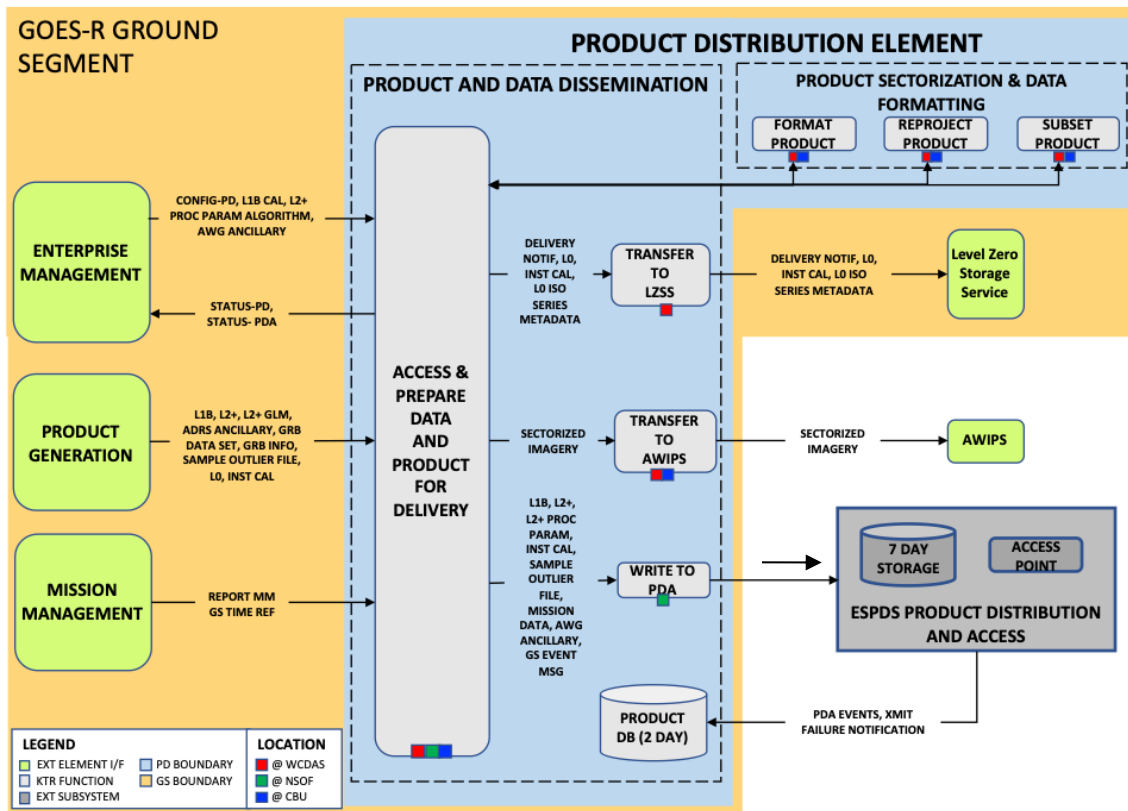 GOES-R GROUND
SEGMENT
PRODUCT DISTRIBUTION ELEMENT
PRODUCT AND DATA DISSEMINATION
PRODUCT SECTORIZATION & DATA
FORMATTING
FORMAT
PRODUCT
REPROJECT
PRODUCT
SUBSET
PRODUCT
ENTERPRISE
MANAGEMENT
CONFIG-PD, L1B CAL, L2+
PROC PARAM ALGORITHM,
AWG ANCILLARY
STATUS-PD,
STATUS- PDA
PRODUCT
GENERATION
L1B, L2+, L2+ GLM,
ADRS ANCILLARY, GRB
DATA SET, GRB INFO,
SAMPLE OUTLIER FILE,
L0, INST CAL
MISSION
MANAGEMENT
REPORT MM
GS TIME REF
ACCESS &
PREPARE
DATA
AND
PRODUCT
FOR
DELIVERY
DELIVERY
NOTIF, L0,
INST CAL,
L0 ISO
SERIES
METADATA
TRANSFER
TO
LZSS
DELIVERY NOTIF, L0,
INST CAL, L0 ISO
SERIES METADATA
Level Zero
Storage
Service
SECTORIZED
IMAGERY
TRANSFER
TO
AWIPS
SECTORIZED
IMAGERY
AWIPS
L1B, L2+,
L2+ PROC
PARAM,
INST CAL,
SAMPLE
OUTLIER
FILE,
MISSION
DATA, AWG
ANCILLARY,
GS EVENT
MSG
WRITE TO
PDA
7 DAY
STORAGE
ACCESS
POINT
ESPDS PRODUCT DISTRIBUTION
AND ACCESS
PRODUCT
DB (2 DAY)
PDA EVENTS, XMIT
FAILURE NOTIFICATION
LEGEND
EXT ELEMENT I/F
KTR FUNCTION
EXT SUBSYSTEM
PD BOUNDARY
GS BOUNDARY
LOCATION
@ WCDAS
@ NSOF
@ CBU